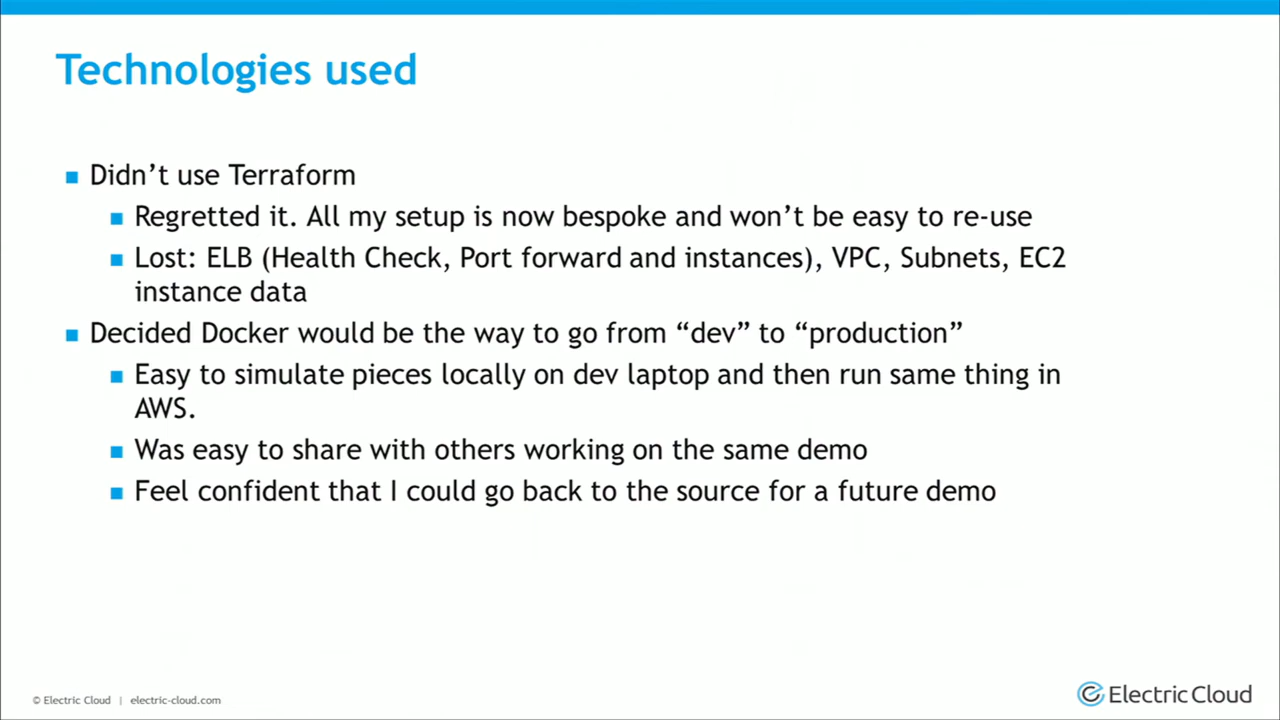 Technologies used
Didn’t use Terraform
Regretted it. All my setup is now bespoke and won’t be easy to re-use
Lost: ELB (Health Check, Port forward and instances), VPC, Subnets, EC2
instance data
Decided Docker would be the way to go from “dev” to “production”
Easy to simulate pieces locally on dev laptop and then run same thing in
AWS.
Was easy to share with others working on the same demo
Feel confident that I could go back to the source for a future demo
© Electric Cloud | electric-cloud.com
Electric Cloud